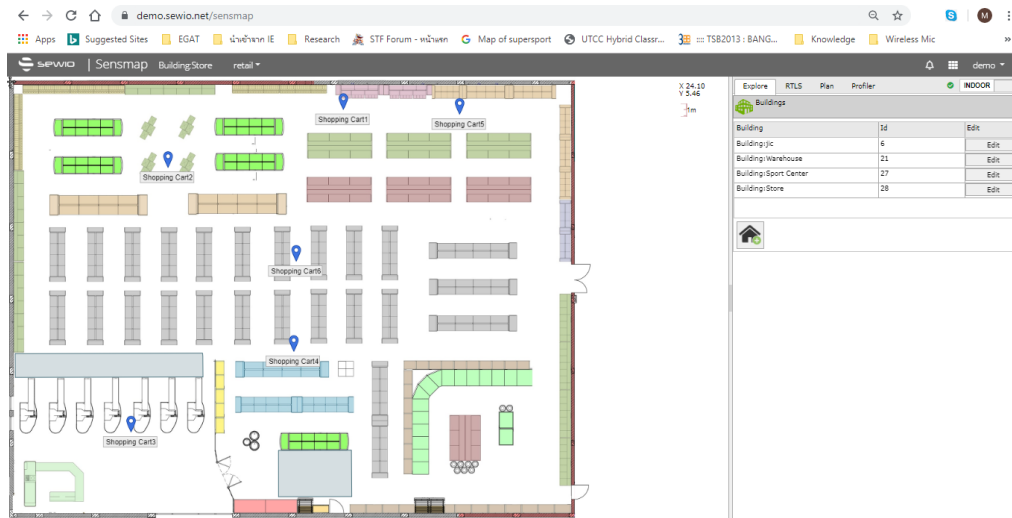 demo.sewio.net/sensmap
S
M
Apps
Suggested Sites
EGAT
นำเข้าจาก IE
Research
STF Forum - หน้าแรก
Map of supersport
UTCC Hybrid Classr...
:::: TSB2013 : BANG...
Knowledge
Wireless Mic
»
sewio | Sensmap Building:Store retail
demo
X 24.10
Y 5.46
1m
Explore RTLS Plan Profiler INDOOR
Buildings
Building Id Edit
Building:Jic 6 Edit
Building:Warehouse 21 Edit
Building:Sport Center 27 Edit
Building:Store 28 Edit
Shopping Cart1
Shopping Cart5
Shopping Cart2
Shopping Cart6
Shopping Cart4
Shopping Cart3